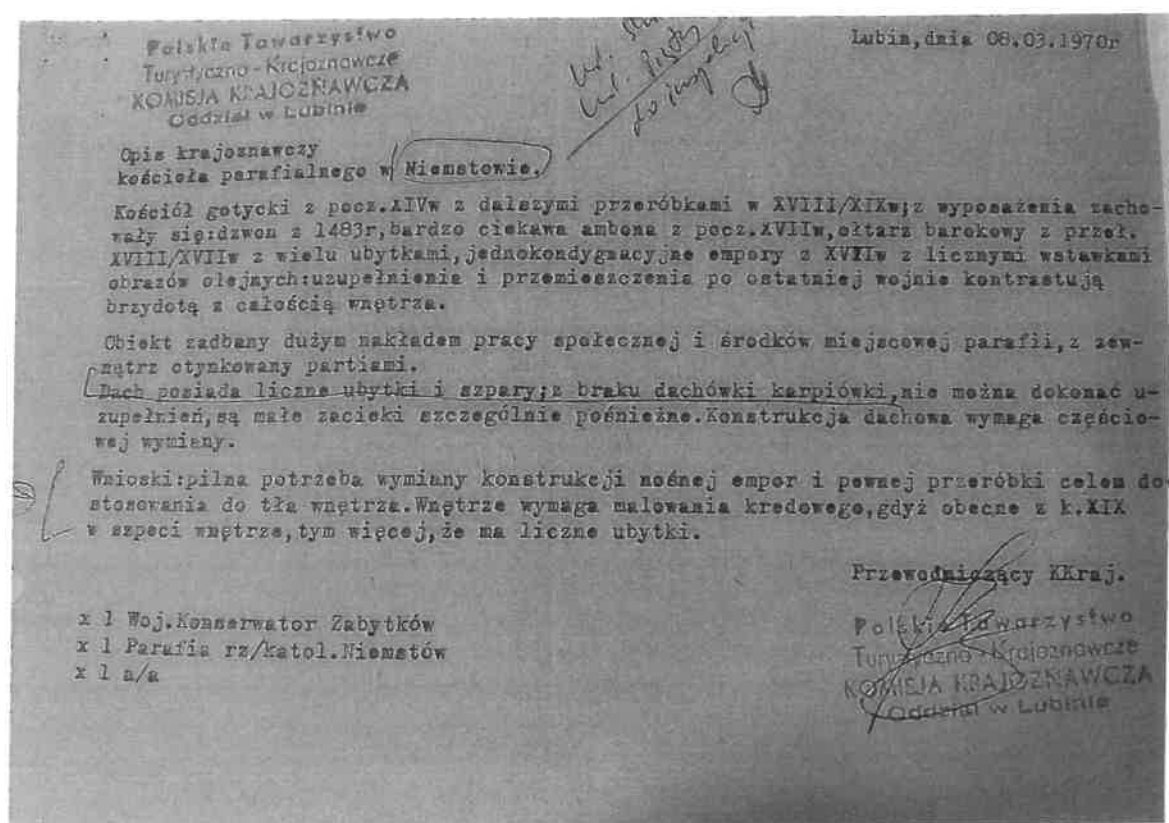 Polskie Towarzystwo
Turystyczno-Krajoznawcze
KOMISJA KRAJOZNAWCZA
Oddział w Lubinie
Lubin,dnia 08.03.1970r
Opis krajoznawczy
kościoła parafialnego w Niemstowie.
Kościół gotycki z pocz.XIVw z dalszymi przeróbkami w XVIII/XIXw;z wyposażenia zacho-
wały się:dzwon z 1483r,bardzo ciekawa ambona z pocz.XVIIw,ołtarz barokowy z przeł.
XVIII/XVIIw z wielu ubytkami,jednokondygnacyjne empory z XVIIw z licznymi wstawkami
obrazów olejnych:uzupełnienia i przemieszczenia po ostatniej wojnie kontrastują
brzydotą z całością wnętrza.
Obiekt zadbany dużym nakładem pracy społecznej i środków miejscowej parafii,z zew-
nątrz otynkowany partiami.
Dach posiada liczne ubytki i szpary;z braku dachówki karpiówki,nie można dokonać u-
zupełnień,są małe zacieki szczególnie pośnieżne.Konstrukcja dachowa wymaga częścio-
wej wymiany.
Wnioski:pilna potrzeba wymiany konstrukcji nośnej empor i pewnej przeróbki celem do-
stosowania do tła wnętrza.Wnętrze wymaga malowania kredowego,gdyż obecne z k.XIX
w szpeci wnętrze,tym więcej,że ma liczne ubytki.
Przewodniczący KKraj.
x 1 Woj.Konserwator Zabytków
x 1 Parafia rz/katol.Niemstów
x 1 a/a
Polskie Towarzystwo
Turystyczno-Krajoznawcze
KOMISJA KRAJOZNAWCZA
Oddział w Lubinie